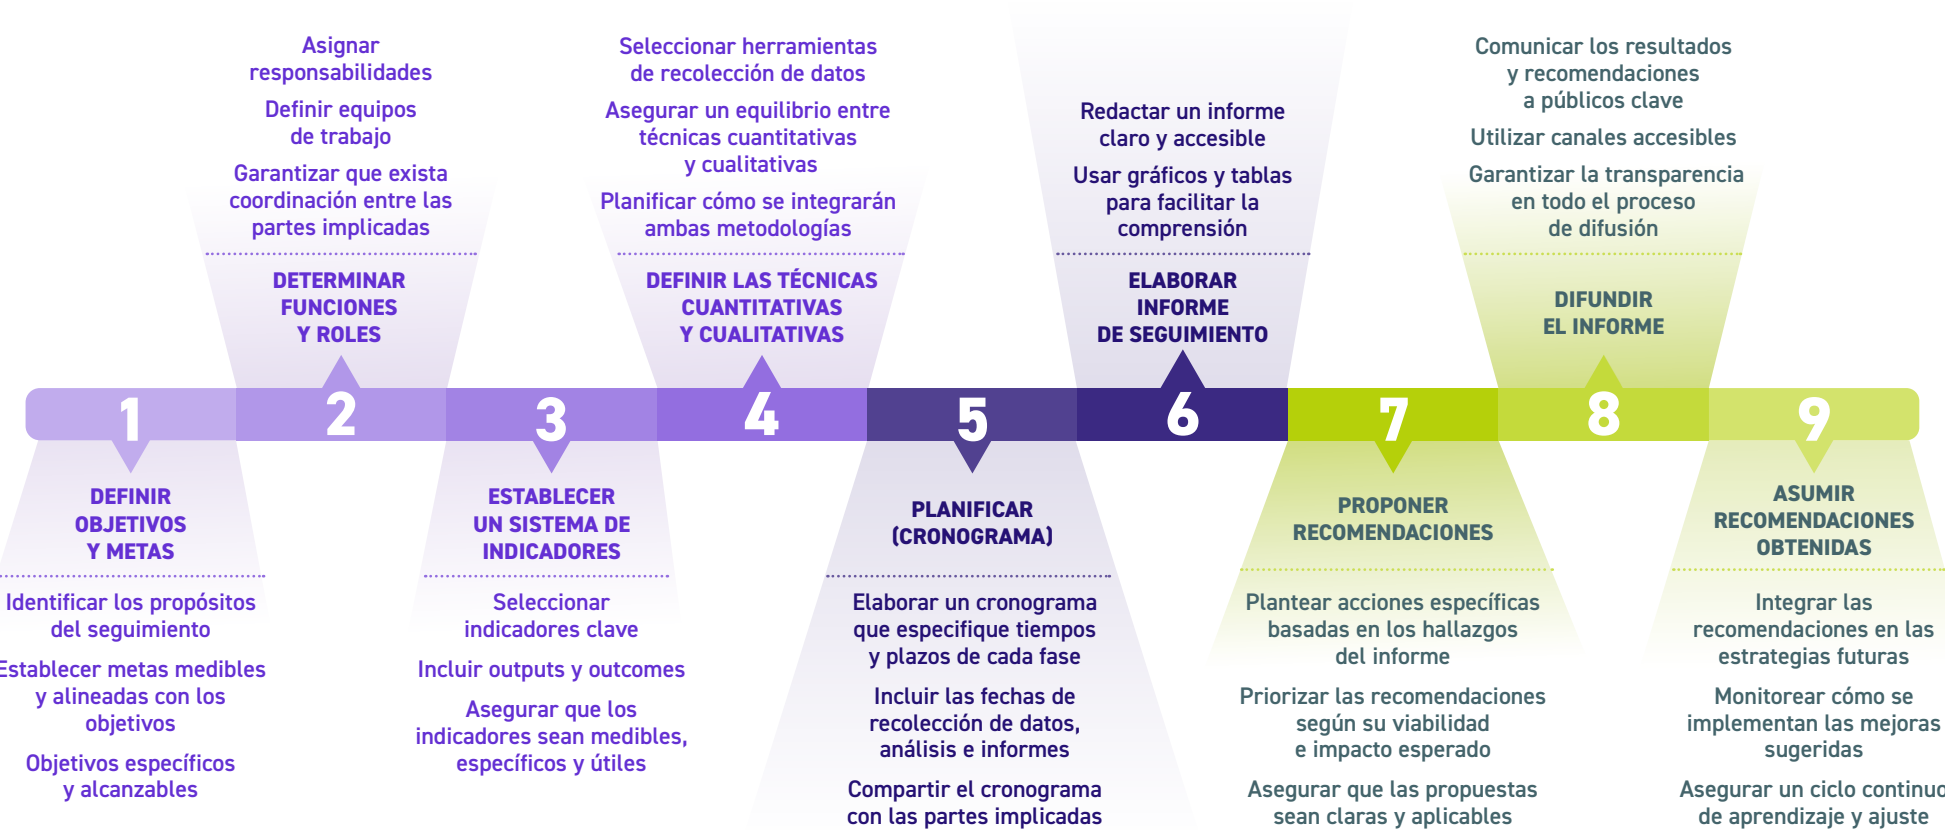 1
DEFINIR
OBJETIVOS
Y METAS
Identificar los propósitos
del seguimiento
Establecer metas medibles
y alineadas con los
objetivos
Objetivos específicos
y alcanzables
Asignar
responsabilidades
Definir equipos
de trabajo
Garantizar que exista
coordinación entre las
partes implicadas
DETERMINAR
FUNCIONES
Y ROLES
2
3
ESTABLECER
UN SISTEMA DE
INDICADORES
Seleccionar
indicadores clave
Incluir outputs y outcomes
Asegurar que los
indicadores sean medibles,
específicos y útiles
Seleccionar herramientas
de recolección de datos
Asegurar un equilibrio entre
técnicas cuantitativas
y cualitativas
Planificar cómo se integrarán
ambas metodologías
DEFINIR LAS TÉCNICAS
CUANTITATIVAS
Y CUALITATIVAS
4
5
PLANIFICAR
(CRONOGRAMA)
Elaborar un cronograma
que especifique tiempos
y plazos de cada fase
Incluir las fechas de
recolección de datos,
análisis e informes
Compartir el cronograma
con las partes implicadas
Redactar un informe
claro y accesible
Usar gráficos y tablas
para facilitar la
comprensión
ELABORAR
INFORME
DE SEGUIMIENTO
6
7
PROPONER
RECOMENDACIONES
Plantear acciones específicas
basadas en los hallazgos
del informe
Priorizar las recomendaciones
según su viabilidad
e impacto esperado
Asegurar que las propuestas
sean claras y aplicables
Comunicar los resultados
y recomendaciones
a públicos clave
Utilizar canales accesibles
Garantizar la transparencia
en todo el proceso
de difusión
DIFUNDIR
EL INFORME
8
9
ASUMIR
RECOMENDACIONES
OBTENIDAS
Integrar las
recomendaciones en las
estrategias futuras
Monitorear cómo se
implementan las mejoras
sugeridas
Asegurar un ciclo continuo
de aprendizaje y ajuste